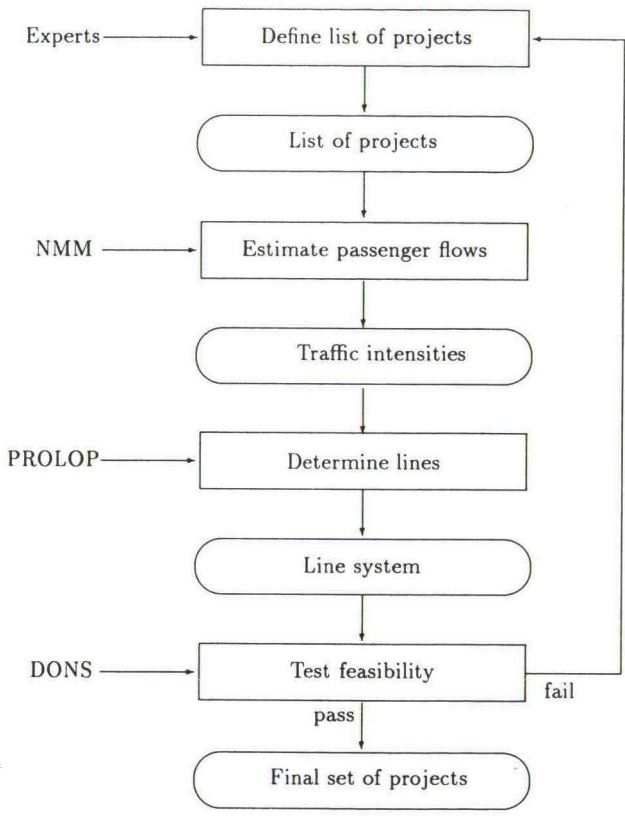 Experts
Define list of projects
List of projects
NMM
Estimate passenger flows
Traffic intensities
PROLOP
Determine lines
Line system
DONS
Test feasibility
fail
pass
Final set of projects